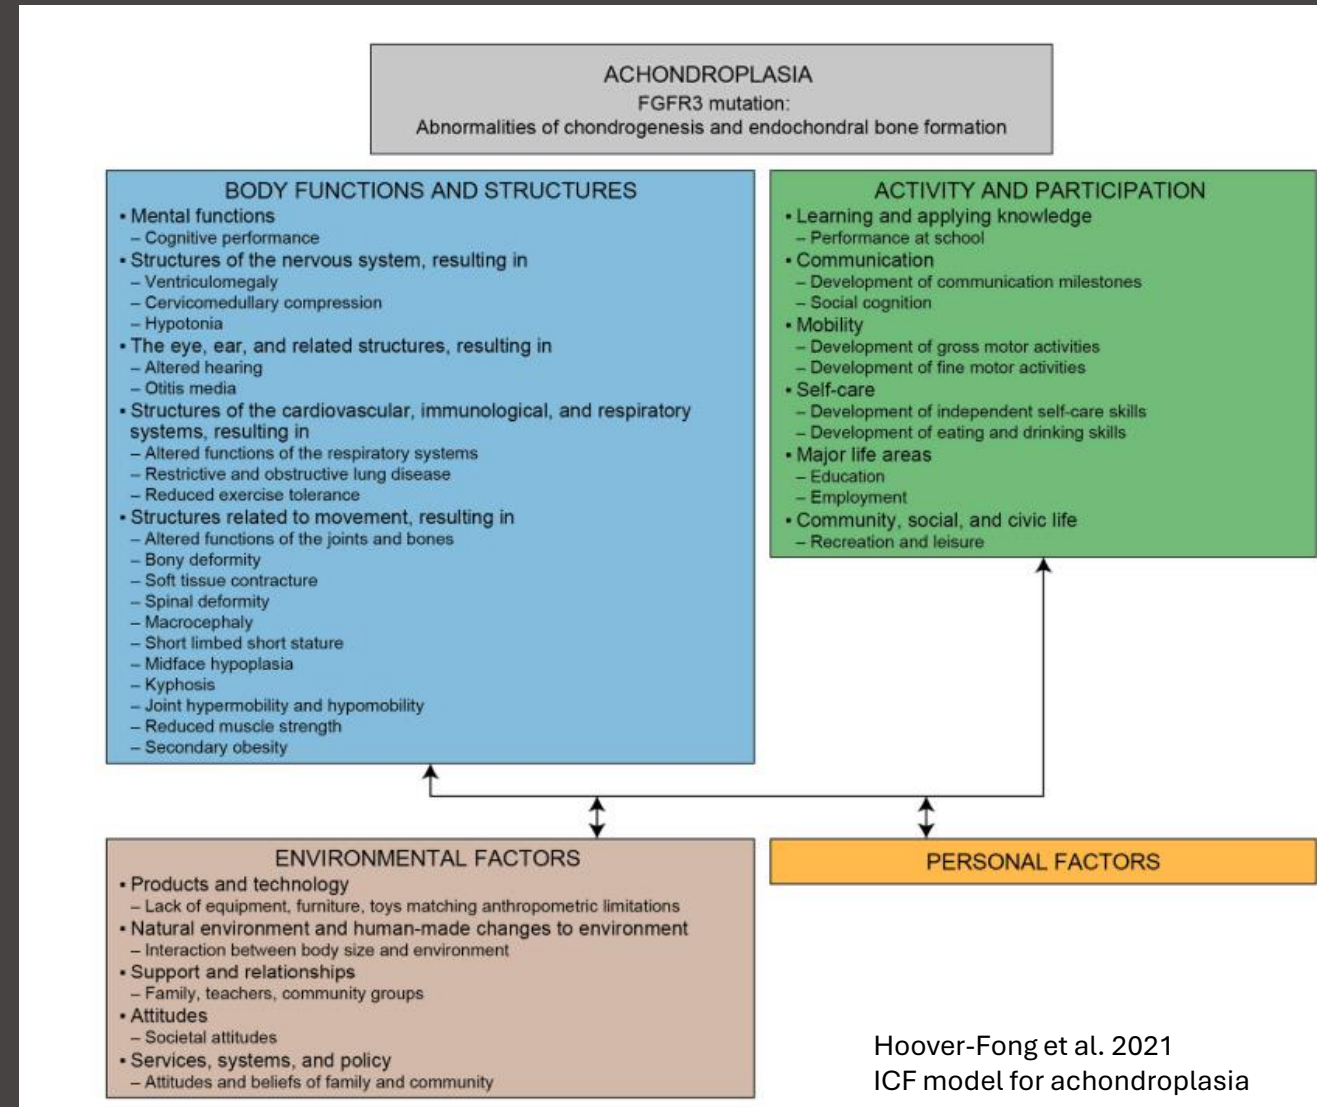 ACHONDROPLASIA
FGFR3 mutation:
Abnormalities of chondrogenesis and endochondral bone formation
BODY FUNCTIONS AND STRUCTURES
▪ Mental functions
– Cognitive performance
▪ Structures of the nervous system, resulting in
– Ventriculomegaly
– Cervicomedullary compression
– Hypotonia
▪ The eye, ear, and related structures, resulting in
– Altered hearing
– Otitis media
▪ Structures of the cardiovascular, immunological, and respiratory
systems, resulting in
– Altered functions of the respiratory systems
– Restrictive and obstructive lung disease
– Reduced exercise tolerance
▪ Structures related to movement, resulting in
– Altered functions of the joints and bones
– Bony deformity
– Soft tissue contracture
– Spinal deformity
– Macrocephaly
– Short limbed short stature
– Midface hypoplasia
– Kyphosis
– Joint hypermobility and hypomobility
– Reduced muscle strength
– Secondary obesity
ACTIVITY AND PARTICIPATION
▪ Learning and applying knowledge
– Performance at school
▪ Communication
– Development of communication milestones
– Social cognition
▪ Mobility
– Development of gross motor activities
– Development of fine motor activities
▪ Self-care
– Development of independent self-care skills
– Development of eating and drinking skills
▪ Major life areas
– Education
– Employment
▪ Community, social, and civic life
– Recreation and leisure
ENVIRONMENTAL FACTORS
▪ Products and technology
– Lack of equipment, furniture, toys matching anthropometric limitations
▪ Natural environment and human-made changes to environment
– Interaction between body size and environment
▪ Support and relationships
– Family, teachers, community groups
▪ Attitudes
– Societal attitudes
▪ Services, systems, and policy
– Attitudes and beliefs of family and community
PERSONAL FACTORS
Hoover-Fong et al. 2021
ICF model for achondroplasia